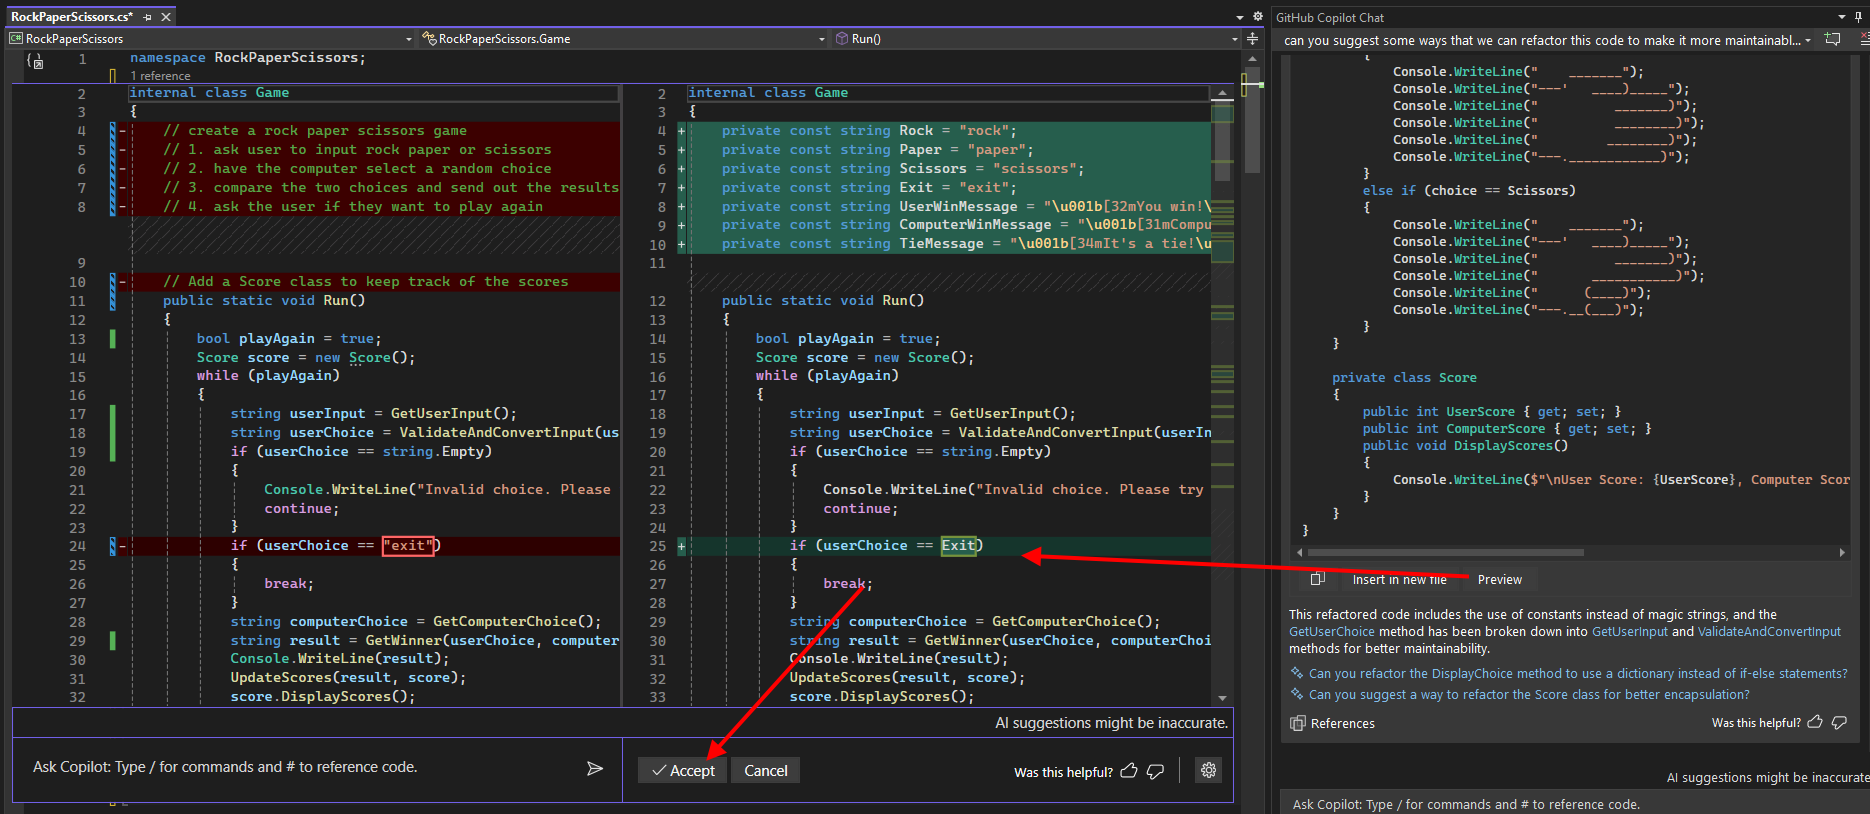 RockPaperScissors.cs*
RockPaperScissors
RockPaperScissors.Game
Run()
1 namespace RockPaperScissors;
1 reference
2 internal class Game
3 {
4 - // create a rock paper scissors game
5 - // 1. ask user to input rock paper or scissors
6 - // 2. have the computer select a random choice
7 - // 3. compare the two choices and send out the results
8 - // 4. ask the user if they want to play again
9
10 - // Add a Score class to keep track of the scores
11 public static void Run()
12 {
13 bool playAgain = true;
14 Score score = new Score();
15 while (playAgain)
16 {
17 string userInput = GetUserInput();
18 string userChoice = ValidateAndConvertInput(us
19 if (userChoice == string.Empty)
20 {
21 Console.WriteLine("Invalid choice. Please
22 continue;
23 }
24 - if (userChoice == "exit")
25 {
26 break;
27 }
28 string computerChoice = GetComputerChoice();
29 string result = GetWinner(userChoice, computer
30 Console.WriteLine(result);
31 UpdateScores(result, score);
32 score.DisplayScores();
2 internal class Game
3 {
4 + private const string Rock = "rock";
5 + private const string Paper = "paper";
6 + private const string Scissors = "scissors";
7 + private const string Exit = "exit";
8 + private const string UserWinMessage = "\u001b[32mYou win!\
9 + private const string ComputerWinMessage = "\u001b[31mCompu
10 + private const string TieMessage = "\u001b[34mIt's a tie!\u
11
12 public static void Run()
13 {
14 bool playAgain = true;
15 Score score = new Score();
16 while (playAgain)
17 {
18 string userInput = GetUserInput();
19 string userChoice = ValidateAndConvertInput(userIn
20 if (userChoice == string.Empty)
21 {
22 Console.WriteLine("Invalid choice. Please try
23 continue;
24 }
25 + if (userChoice == Exit)
26 {
27 break;
28 }
29 string computerChoice = GetComputerChoice();
30 string result = GetWinner(userChoice, computerChoi
31 Console.WriteLine(result);
32 UpdateScores(result, score);
33 score.DisplayScores();
AI suggestions might be inaccurate.
Ask Copilot: Type / for commands and # to reference code.
Accept
Cancel
Was this helpful?
GitHub Copilot Chat
can you suggest some ways that we can refactor this code to make it more maintainabl...
{
Console.WriteLine("    _______");
Console.WriteLine("---'   ____)_____");
Console.WriteLine("         _______)");
Console.WriteLine("         ________)");
Console.WriteLine("        ________)");
Console.WriteLine("---.____________)");
}
else if (choice == Scissors)
{
Console.WriteLine("    _______");
Console.WriteLine("---'   ____)_____");
Console.WriteLine("         _______)");
Console.WriteLine("      ___________)");
Console.WriteLine("     (____)");
Console.WriteLine("---.__(___)");
}
}
private class Score
{
public int UserScore { get; set; }
public int ComputerScore { get; set; }
public void DisplayScores()
{
Console.WriteLine($"\nUser Score: {UserScore}, Computer Scor
}
}
}
Insert in new file
Preview
This refactored code includes the use of constants instead of magic strings, and the
GetUserChoice method has been broken down into GetUserInput and ValidateAndConvertInput
methods for better maintainability.
Can you refactor the DisplayChoice method to use a dictionary instead of if-else statements?
Can you suggest a way to refactor the Score class for better encapsulation?
References
Was this helpful?
AI suggestions might be inaccurate
Ask Copilot: Type / for commands and # to reference code.